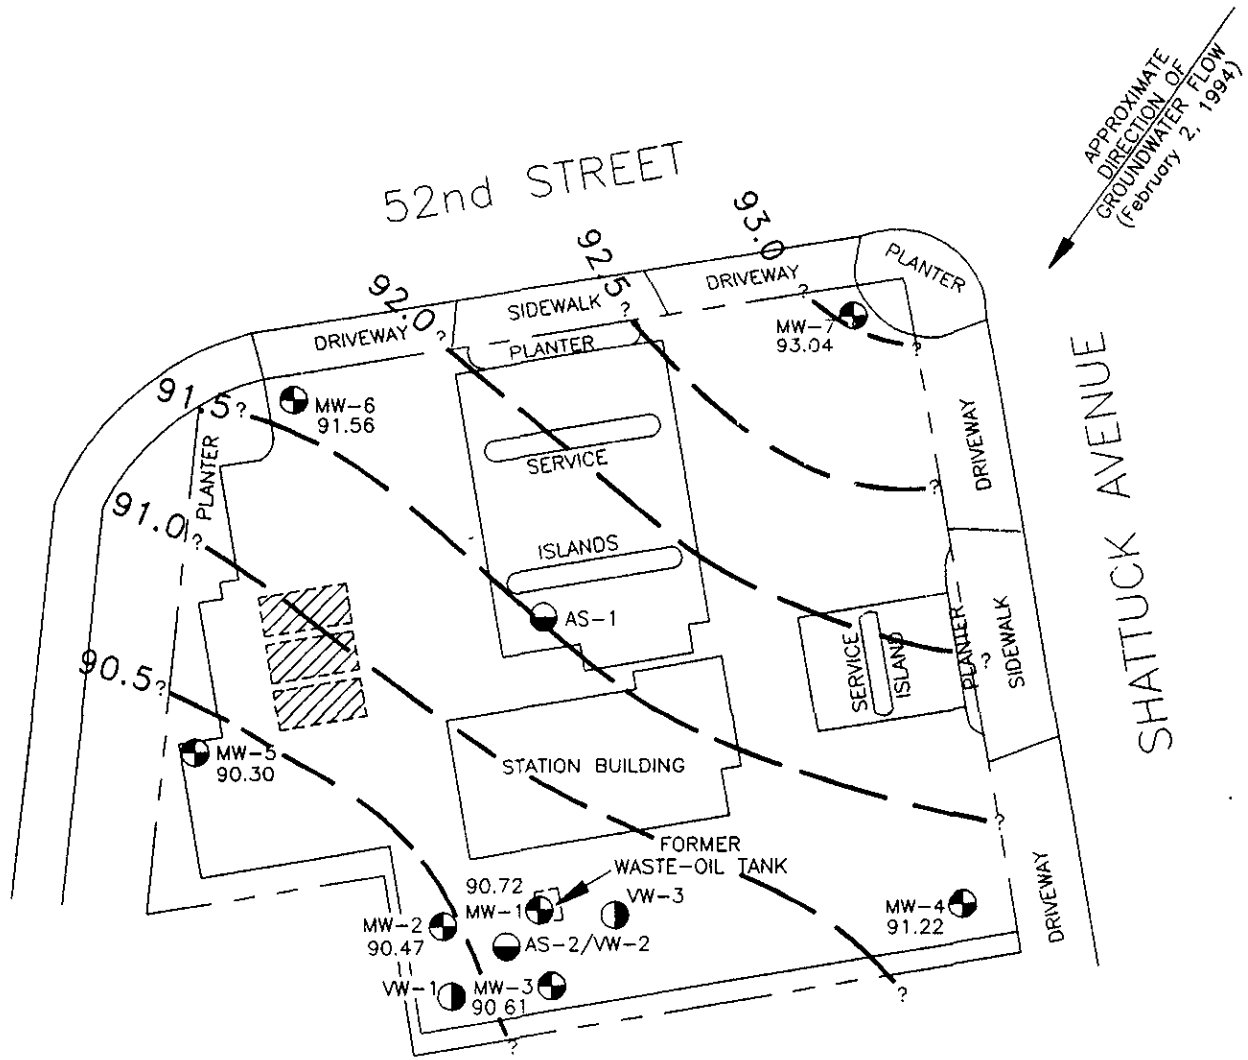 APPROXIMATE
DIRECTION OF
GROUNDWATER FLOW
(February 2, 1994)
52nd STREET
93.0
92.5
92.0
DRIVEWAY
SIDEWALK
DRIVEWAY
PLANTER
?
?
?
PLANTER
MW-7
93.04
?
91.5
?
MW-6
91.56
PLANTER
SERVICE
ISLANDS
DRIVEWAY
SHATTUCK AVENUE
?
91.0
?
AS-1
SERVICE
ISLAND
PLANTER
SIDEWALK
?
90.5
?
MW-5
90.30
STATION BUILDING
?
FORMER
WASTE-OIL TANK
90.72
MW-1
VW-3
MW-2
90.47
AS-2/VW-2
MW-4
91.22
DRIVEWAY
VW-1
MW-3
90.61
?
?